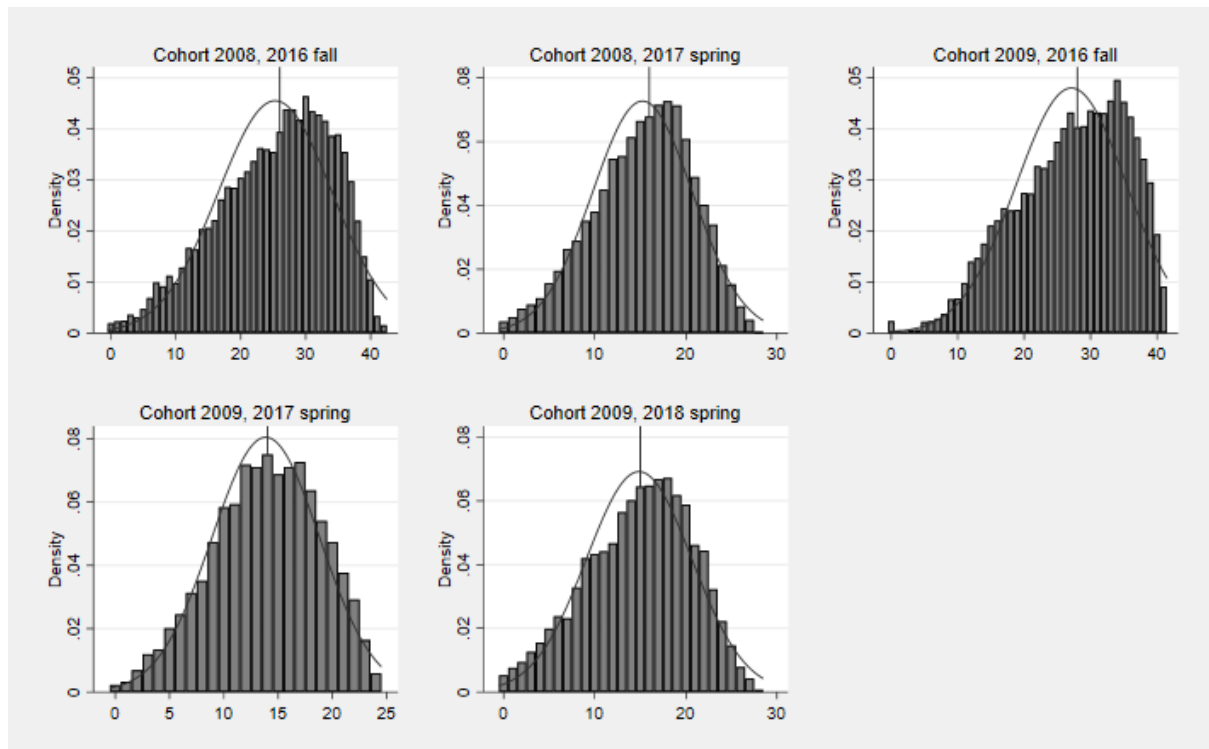 Cohort 2008, 2016 fall
Density
0 .01 .02 .03 .04 .05
0 10 20 30 40
Cohort 2008, 2017 spring
Density
0 .02 .04 .06 .08
0 10 20 30
Cohort 2009, 2016 fall
Density
0 .01 .02 .03 .04 .05
0 10 20 30 40
Cohort 2009, 2017 spring
Density
0 .02 .04 .06 .08
0 5 10 15 20 25
Cohort 2009, 2018 spring
Density
0 .02 .04 .06 .08
0 10 20 30